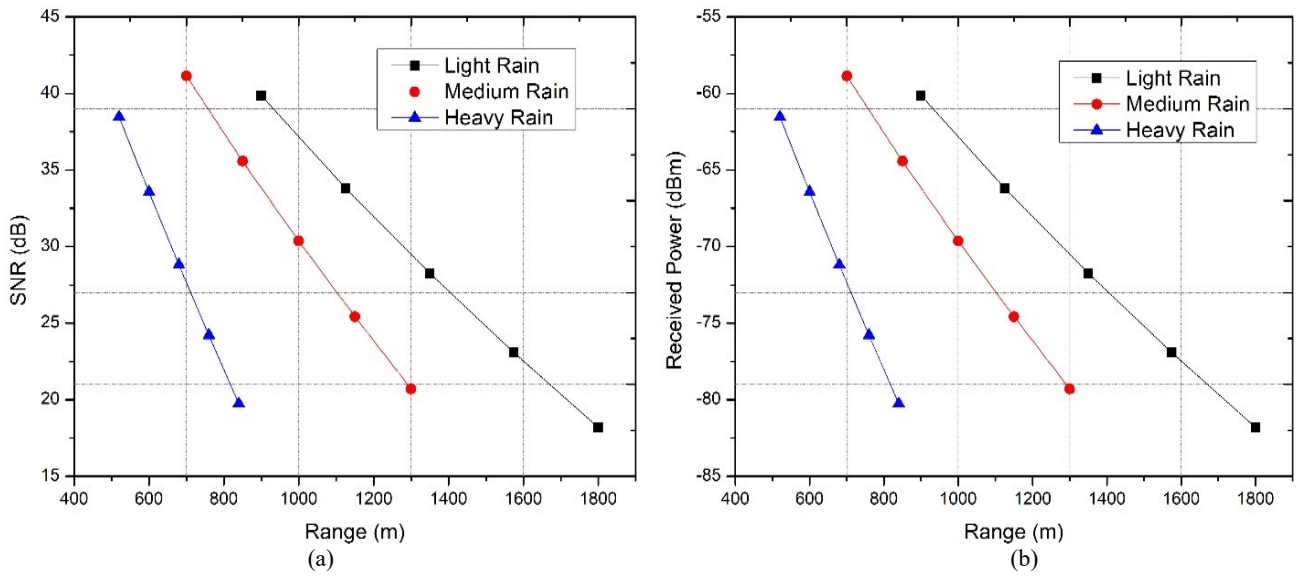 45
40
35
30
25
20
15
SNR (dB)
Light Rain
Medium Rain
Heavy Rain
400 600 800 1000 1200 1400 1600 1800
Range (m)
(a)
-55
-60
-65
-70
-75
-80
-85
Received Power (dBm)
Light Rain
Medium Rain
Heavy Rain
400 600 800 1000 1200 1400 1600 1800
Range (m)
(b)